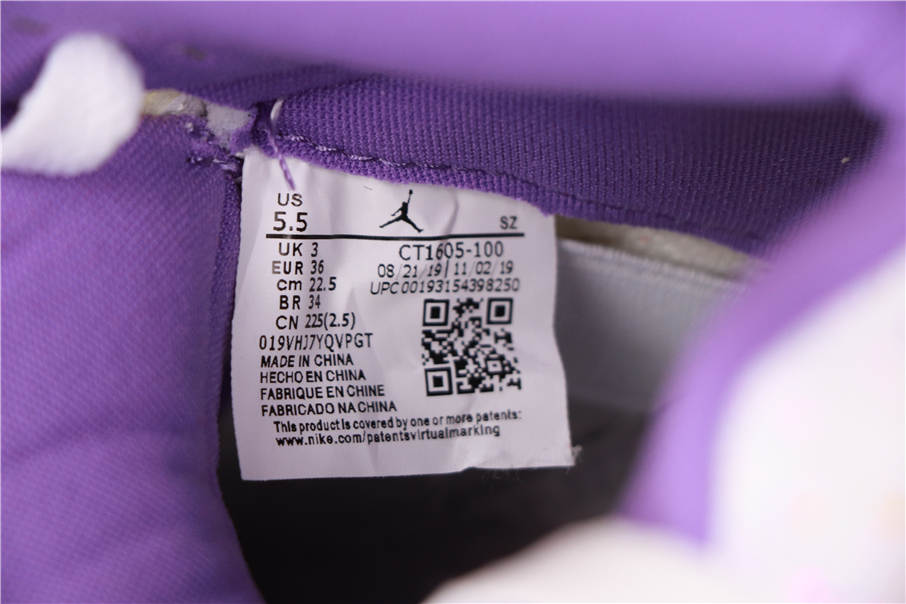 US
5.5
SZ
UK 3
EUR 36
cm 22.5
BR 34
CN 225(2.5)
CT1605-100
08/21/19 11/02/19
UPC 00193154398250
019VHJ7YQVPGT
MADE IN CHINA
HECHO EN CHINA
FABRIQUE EN CHINE
FABRICADO NA CHINA
This product is covered by one or more patents:
www.nike.com/patentsvirtualmarking